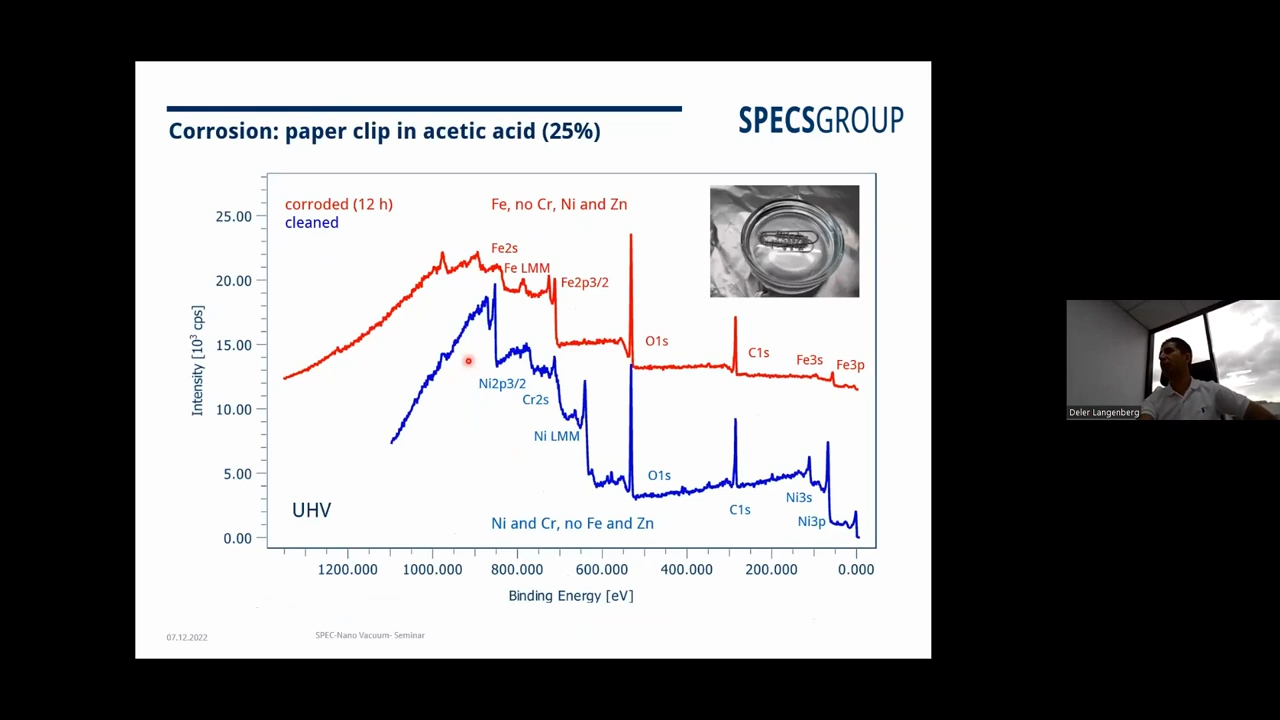 Corrosion: paper clip in acetic acid (25%)
SPECSGROUP
corroded (12 h)
cleaned
Fe, no Cr, Ni and Zn
Fe2s
Fe LMM
Fe2p3/2
O1s
C1s
Fe3s
Fe3p
Ni2p3/2
Cr2s
Ni LMM
O1s
C1s
Ni3s
Ni3p
UHV
Ni and Cr, no Fe and Zn
Intensity [10³ cps]
25.00
20.00
15.00
10.00
5.00
0.00
1200.000 1000.000 800.000 600.000 400.000 200.000 0.000
Binding Energy [eV]
07.12.2022
SPEC-Nano Vacuum- Seminar
Deler Langenberg